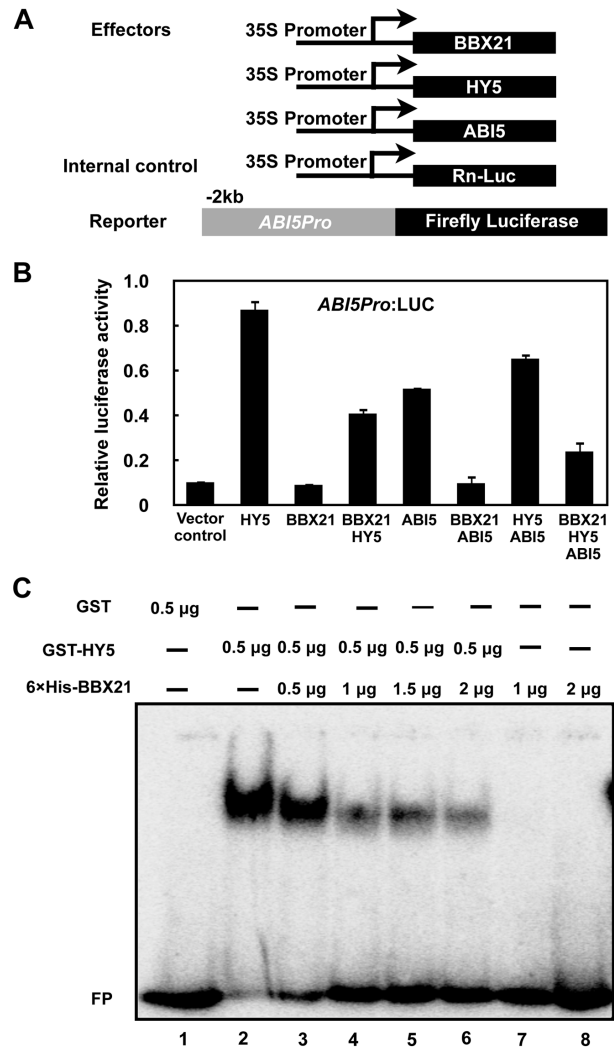 A
Effectors
35S Promoter
BBX21
35S Promoter
HY5
35S Promoter
ABI5
Internal control
35S Promoter
Rn-Luc
-2kb
Reporter
ABI5Pro
Firefly Luciferase
B
ABI5Pro:LUC
Relative luciferase activity
1.0
0.8
0.6
0.4
0.2
0
Vector control
HY5
BBX21
BBX21 HY5
ABI5
BBX21 ABI5
HY5 ABI5
BBX21 HY5 ABI5
C
GST 0.5 µg — — — — — — —
GST-HY5 — 0.5 µg 0.5 µg 0.5 µg 0.5 µg 0.5 µg — —
6×His-BBX21 — — 0.5 µg 1 µg 1.5 µg 2 µg 1 µg 2 µg
FP
1 2 3 4 5 6 7 8